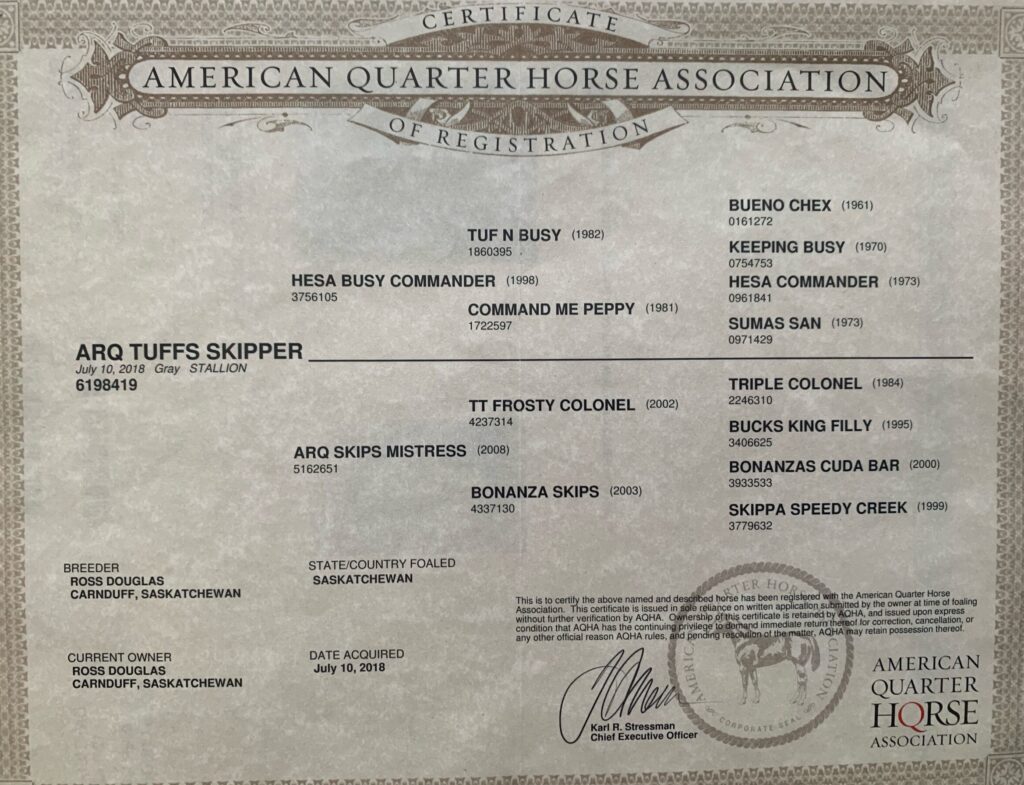 CERTIFICATE
AMERICAN QUARTER HORSE ASSOCIATION
OF REGISTRATION
BUENO CHEX (1961)
0161272
TUF N BUSY (1982)
1860395
KEEPING BUSY (1970)
0754753
HESA BUSY COMMANDER (1998)
3756105
HESA COMMANDER (1973)
0961841
COMMAND ME PEPPY (1981)
1722597
SUMAS SAN (1973)
0971429
ARQ TUFFS SKIPPER
July 10, 2018 Gray STALLION
6198419
TRIPLE COLONEL (1984)
2246310
TT FROSTY COLONEL (2002)
4237314
BUCKS KING FILLY (1995)
3406625
ARQ SKIPS MISTRESS (2008)
5162651
BONANZAS CUDA BAR (2000)
3933533
BONANZA SKIPS (2003)
4337130
SKIPPA SPEEDY CREEK (1999)
3779632
BREEDER
ROSS DOUGLAS
CARNDUFF, SASKATCHEWAN
STATE/COUNTRY FOALED
SASKATCHEWAN
CURRENT OWNER
ROSS DOUGLAS
CARNDUFF, SASKATCHEWAN
DATE ACQUIRED
July 10, 2018
This is to certify the above named and described horse has been registered with the American Quarter Horse
Association. This certificate is issued in sole reliance on written application submitted by the owner at time of foaling
without further verification by AQHA. Ownership of this certificate is retained by AQHA, and issued upon express
condition that AQHA has the continuing privilege to demand immediate return thereof for correction, cancellation, or
any other official reason AQHA rules, and pending resolution of the matter, AQHA may retain possession thereof.
Karl R. Stressman
Chief Executive Officer
AMERICAN QUARTER HORSE ASSOCIATION
CORPORATE SEAL
AMERICAN
QUARTER
HORSE
ASSOCIATION